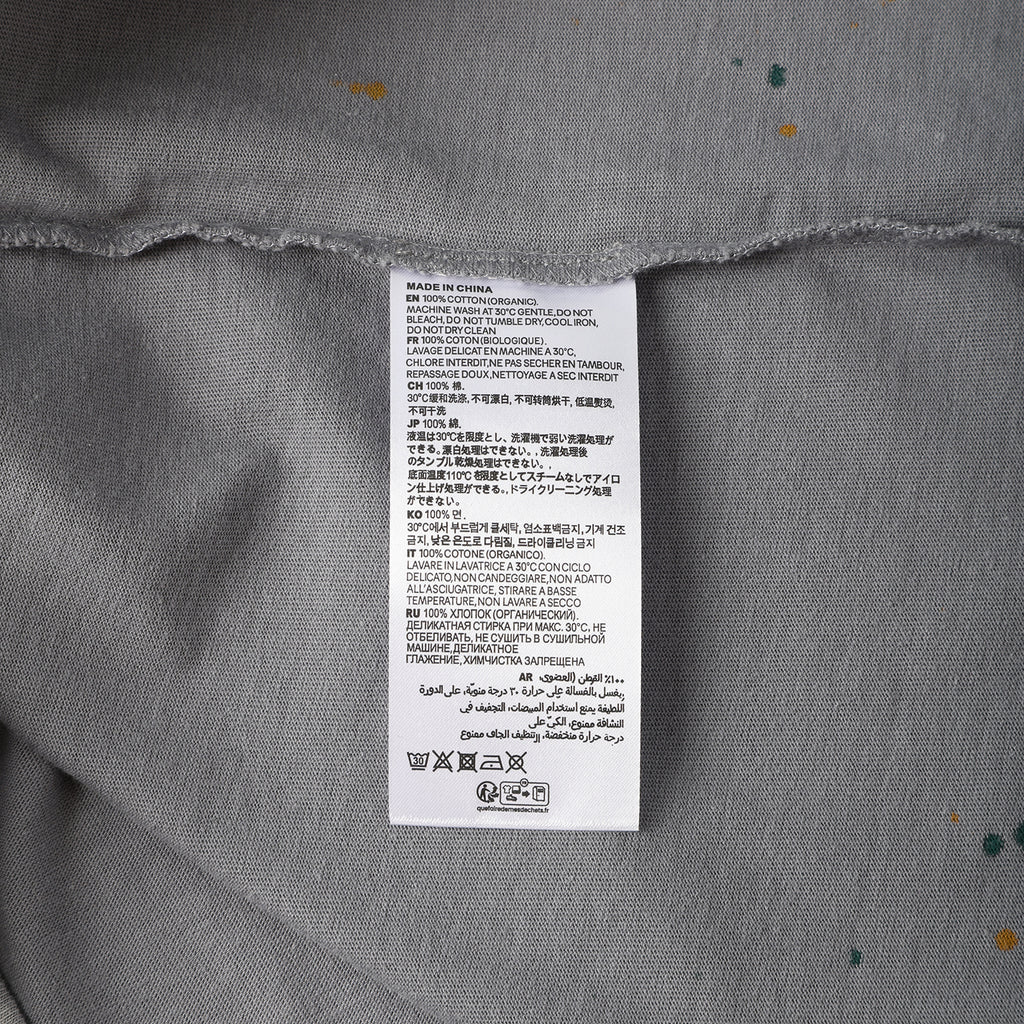 MADE IN CHINA
EN 100% COTTON (ORGANIC).
MACHINE WASH AT 30°C GENTLE, DO NOT
BLEACH, DO NOT TUMBLE DRY, COOL IRON,
DO NOT DRY CLEAN
FR 100% COTON (BIOLOGIQUE).
LAVAGE DELICAT EN MACHINE A 30°C,
CHLORE INTERDIT, NE PAS SECHER EN TAMBOUR,
REPASSAGE DOUX, NETTOYAGE A SEC INTERDIT
CH 100% 棉.
30°C缓和洗涤, 不可漂白, 不可转筒烘干, 低温熨烫,
不可干洗
JP 100% 綿.
液温は30℃を限度とし、洗濯機で弱い洗濯処理が
できる。漂白処理はできない。, 洗濯処理後
のタンブル乾燥処理はできない。,
底面温度110℃を限度としてスチームなしでアイロ
ン仕上げ処理ができる。, ドライクリーニング処理
ができない。
KO 100% 면.
30°C에서 부드럽게 물세탁, 염소표백금지, 기계 건조
금지, 낮은 온도로 다림질, 드라이클리닝 금지
IT 100% COTONE (ORGANICO).
LAVARE IN LAVATRICE A 30°C CON CICLO
DELICATO, NON CANDEGGIARE, NON ADATTO
ALL'ASCIUGATRICE, STIRARE A BASSE
TEMPERATURE, NON LAVARE A SECCO
RU 100% ХЛОПОК (ОРГАНИЧЕСКИЙ).
ДЕЛИКАТНАЯ СТИРКА ПРИ МАКС. 30°C, НЕ
ОТБЕЛИВАТЬ, НЕ СУШИТЬ В СУШИЛЬНОЙ
МАШИНЕ, ДЕЛИКАТНОЕ
ГЛАЖЕНИЕ, ХИМЧИСТКА ЗАПРЕЩЕНА
AR ٪١٠٠ القطن (العضوي.
يغسل بالغسالة على حرارة ٣٠ درجة مئوية، على الدورة
اللطيفة يمنع استخدام المبيضات، التجفيف في
النشافة ممنوع، الكيّ على
درجة حرارة منخفضة، التنظيف الجاف ممنوع
30
FR
quefairedemesdechets.fr